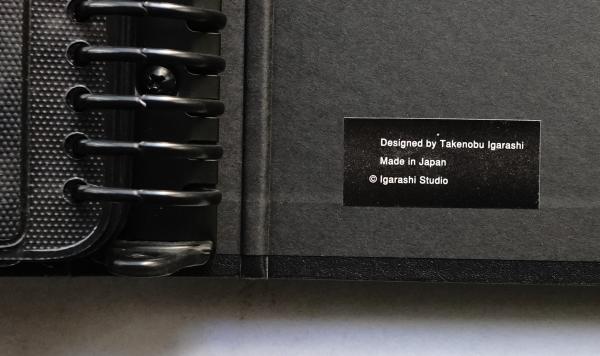 Designed by Takenobu Igarashi
Made in Japan
© Igarashi Studio